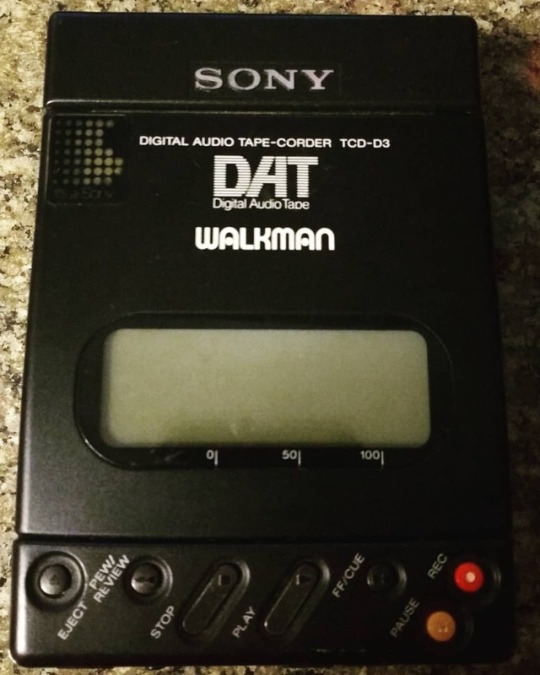 SONY
DIGITAL AUDIO TAPE-CORDER TCD-D3
DAT
Digital Audio Tape
WALKMAN
0 50 100
EJECT
REW/
REVIEW
STOP
PLAY
FF/CUE
PAUSE
REC